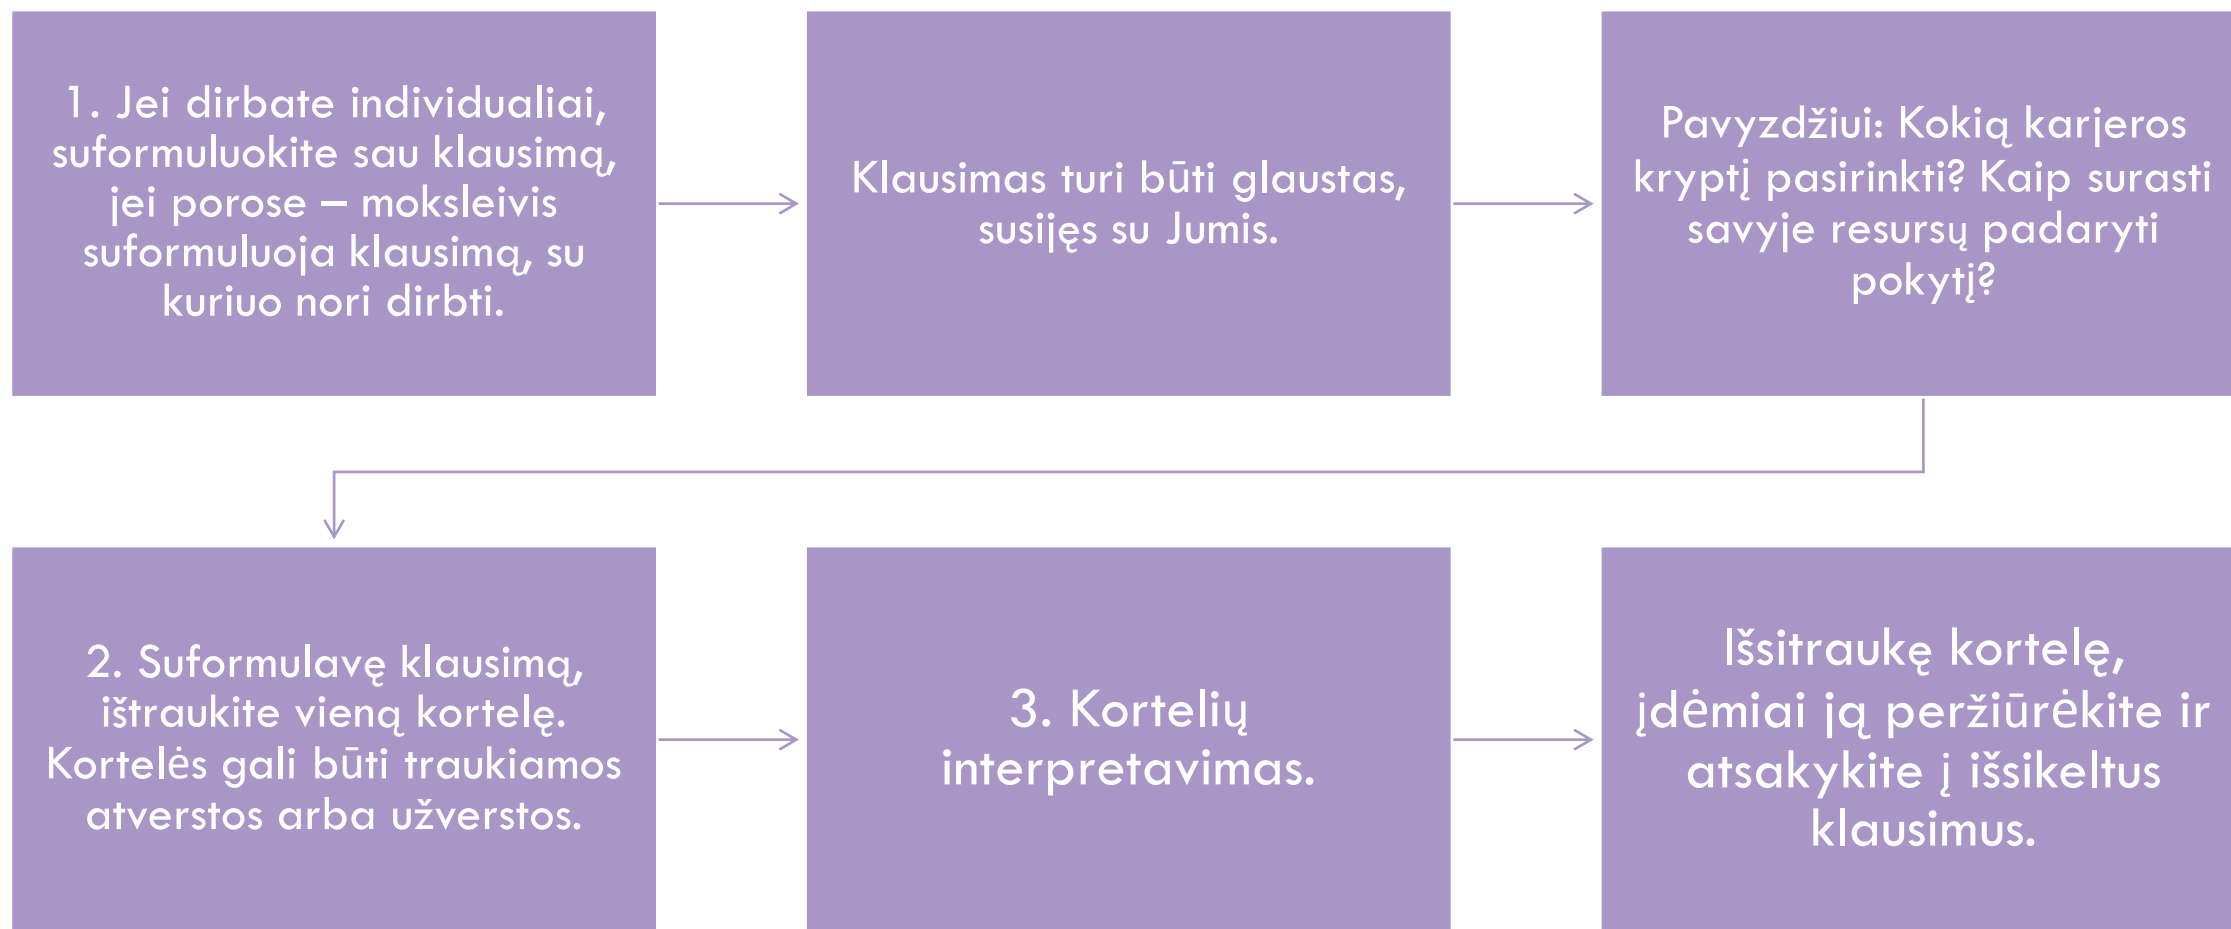 1. Jei dirbate individualiai,
suformuluokite sau klausimą,
jei porose – moksleivis
suformuluoja klausimą, su
kuriuo nori dirbti.
Klausimas turi būti glaustas,
susijęs su Jumis.
Pavyzdžiui: Kokią karjeros
kryptį pasirinkti? Kaip surasti
savyje resursų padaryti
pokytį?
2. Suformulavę klausimą,
ištraukite vieną kortelę.
Kortelės gali būti traukiamos
atverstos arba užverstos.
3. Kortelių
interpretavimas.
Išsitraukę kortelę,
įdėmiai ją peržiūrėkite ir
atsakykite į išsikeltus
klausimus.